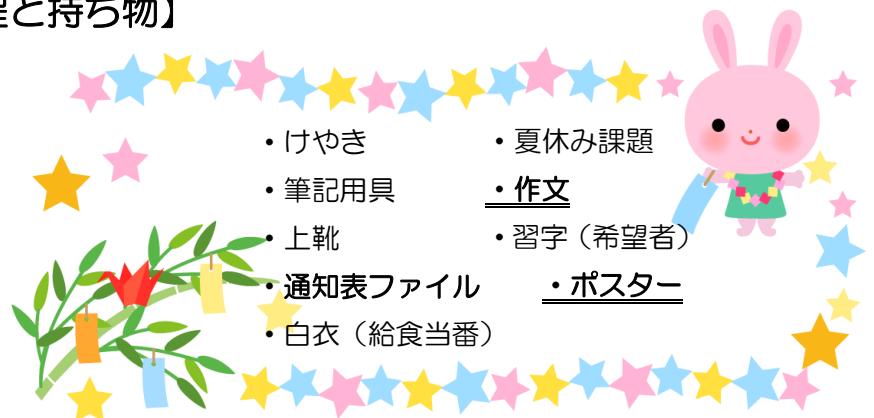 程と持ち物】
・けやき ・夏休み課題
・筆記用具 ・作文
・上靴 ・習字（希望者）
・通知表ファイル ・ポスター
・白衣（給食当番）